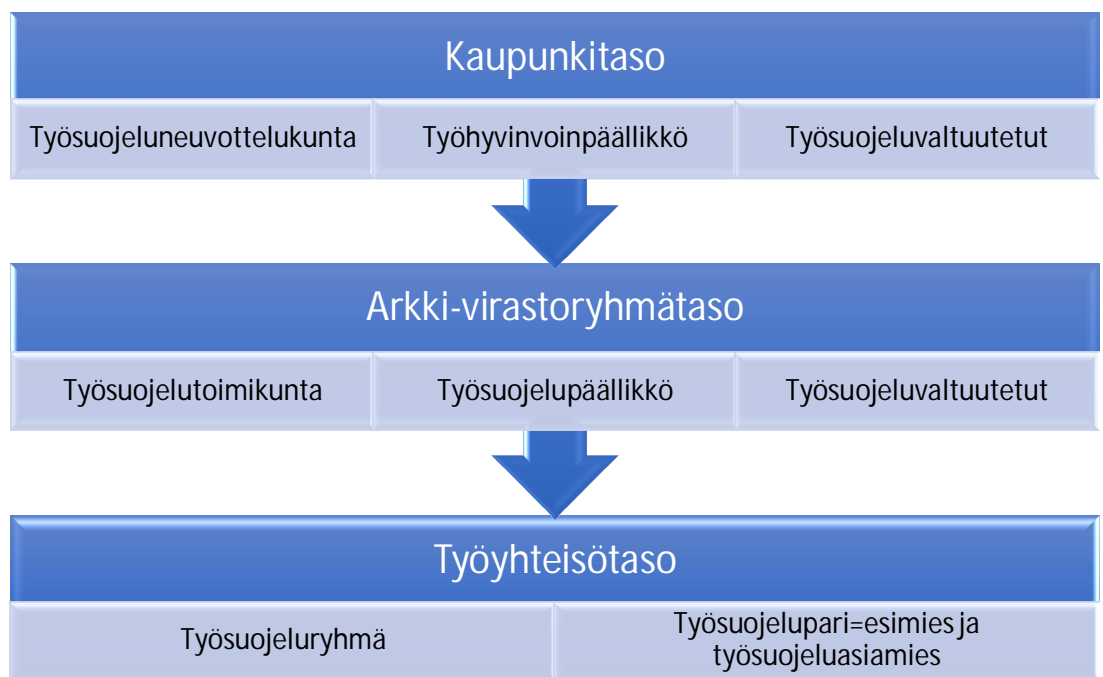 Kaupunkitaso
Työsuojeluneuvottelukunta
Työhyvinvoinpäällikkö
Työsuojeluvaltuutetut
Arkki-virastoryhmätaso
Työsuojelutoimikunta
Työsuojelupäällikkö
Työsuojeluvaltuutetut
Työyhteisötaso
Työsuojeluryhmä
Työsuojelupari=esimies ja
työsuojeluasiamies